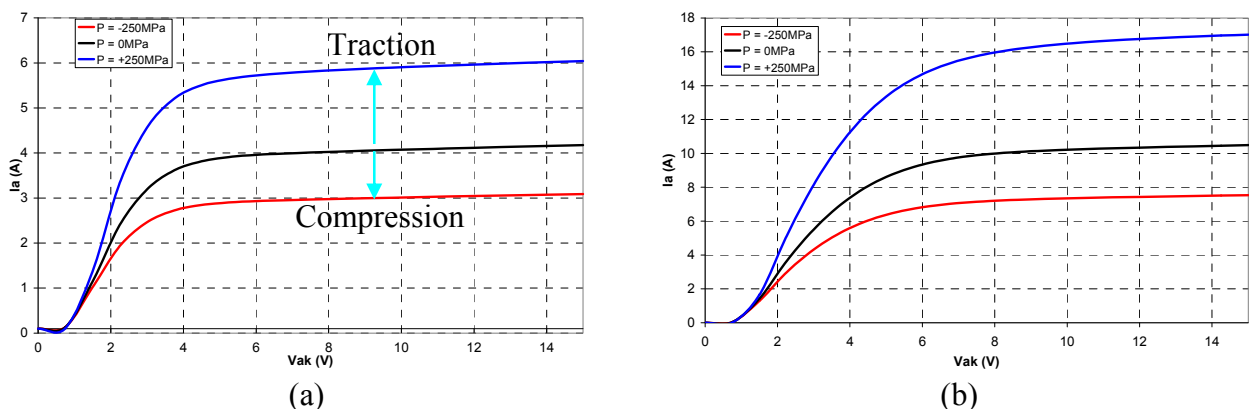 7
6
5
4
3
2
1
0
Ia (A)
P = -250MPa
P = 0MPa
P = +250MPa
Traction
Compression
0 2 4 6 8 10 12 14
Vak (V)
(a)
18
16
14
12
10
8
6
4
2
0
Ia (A)
P = -250MPa
P = 0MPa
P = +250MPa
0 2 4 6 8 10 12 14
Vak (V)
(b)